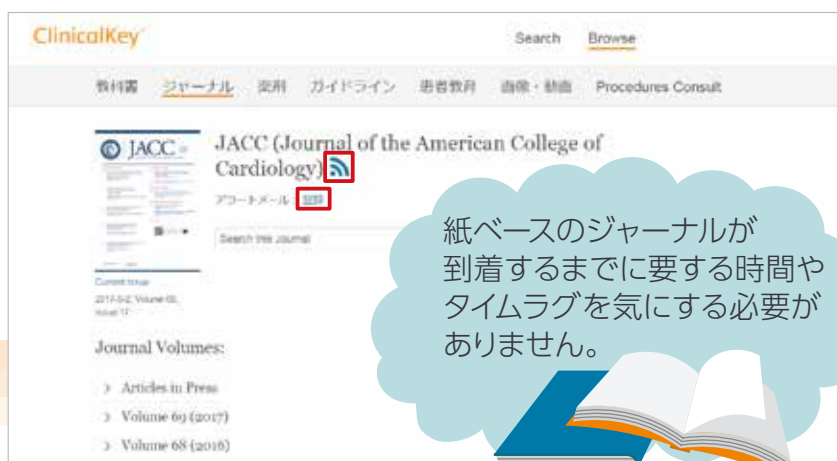 ClinicalKey
Search Browse
教科書 ジャーナル 薬剤 ガイドライン 患者教育 画像・動画 Procedures Consult
JACC
JACC (Journal of the American College of
Cardiology)
アラートメール 登録
Search this journal
Current Issue
Journal Volumes:
Articles in Press
Volume 69 (2017)
Volume 68 (2016)
紙ベースのジャーナルが
到着するまでに要する時間や
タイムラグを気にする必要が
ありません。